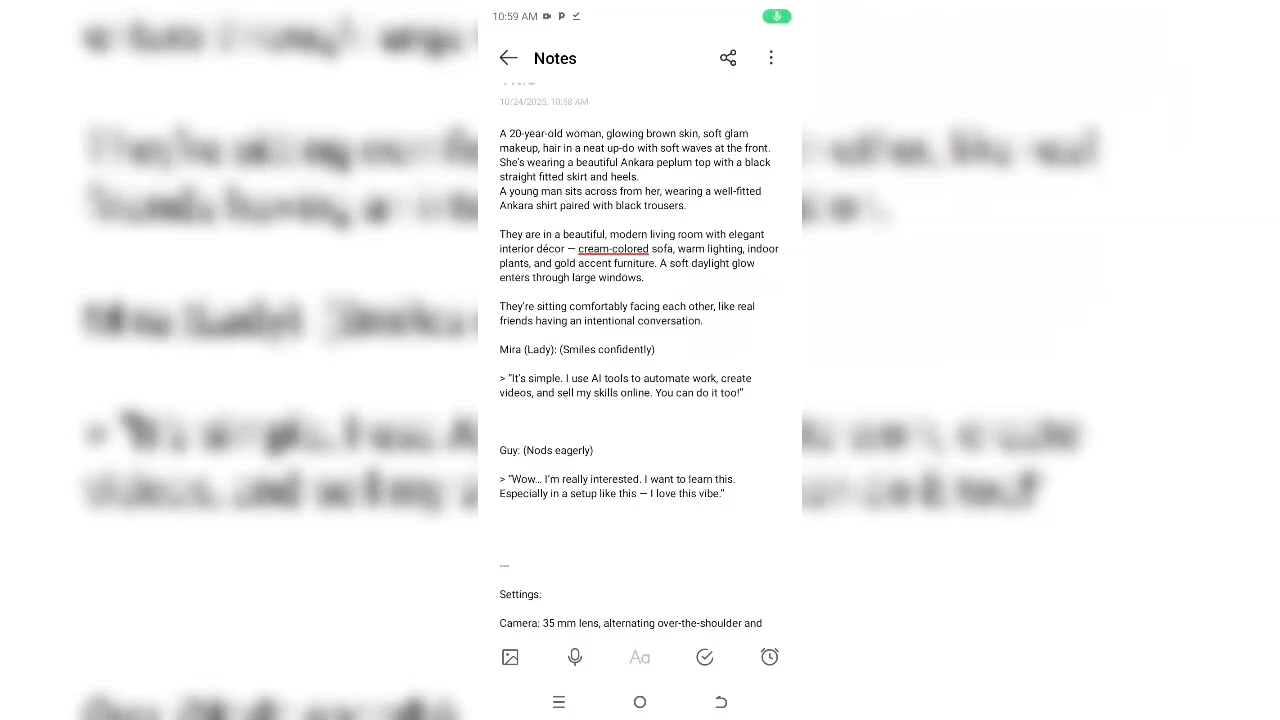 10:59 AM
Notes
10/24/2025, 10:58 AM
A 20-year-old woman, glowing brown skin, soft glam
makeup, hair in a neat up-do with soft waves at the front.
She's wearing a beautiful Ankara peplum top with a black
straight fitted skirt and heels.
A young man sits across from her, wearing a well-fitted
Ankara shirt paired with black trousers.
They are in a beautiful, modern living room with elegant
interior décor — cream-colored sofa, warm lighting, indoor
plants, and gold accent furniture. A soft daylight glow
enters through large windows.
They're sitting comfortably facing each other, like real
friends having an intentional conversation.
Mira (Lady): (Smiles confidently)
> “It's simple. I use AI tools to automate work, create
videos, and sell my skills online. You can do it too!”
Guy: (Nods eagerly)
> “Wow… I'm really interested. I want to learn this.
Especially in a setup like this — I love this vibe.”
---
Settings:
Camera: 35 mm lens, alternating over-the-shoulder and
Aa